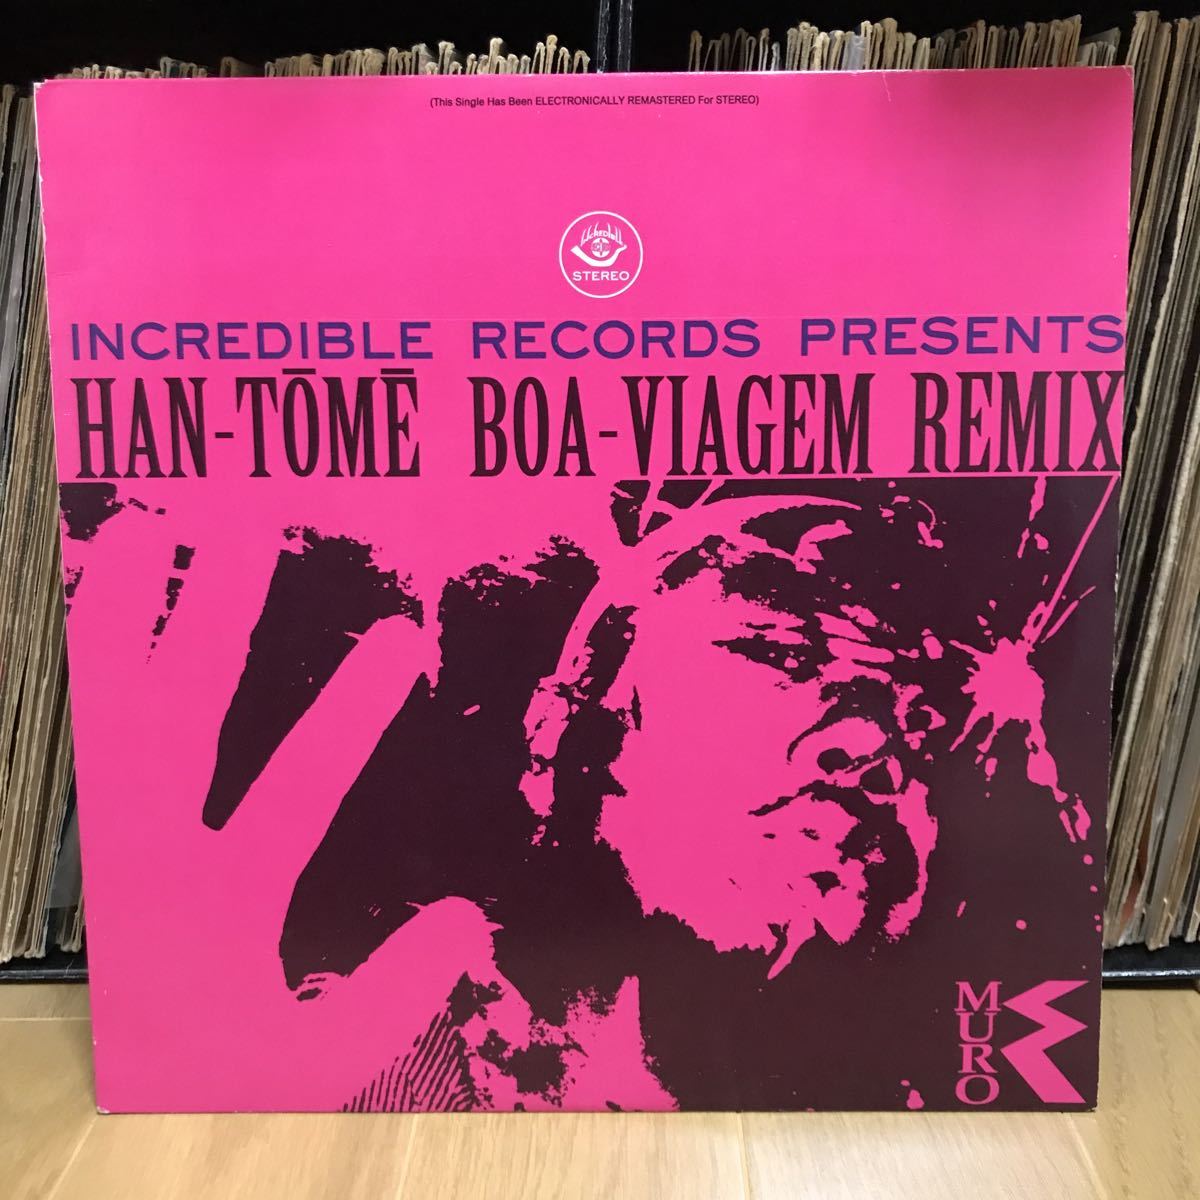 (This Single Has Been ELECTRONICALLY REMASTERED For STEREO)
STEREO
INCREDIBLE RECORDS PRESENTS
HAN-TŌMĒ BOA-VIAGEM REMIX
MURO